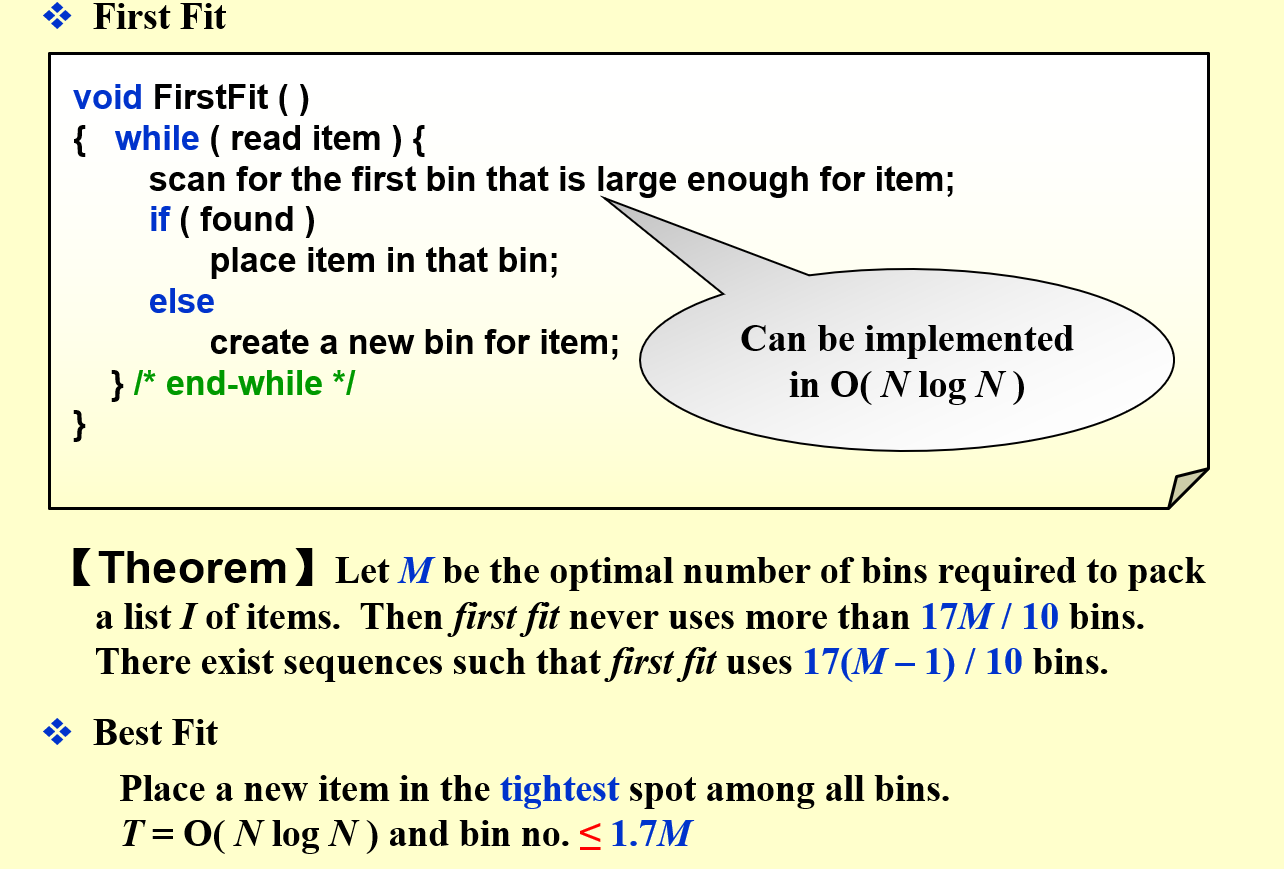 ❖ First Fit
void FirstFit ( )
{ while ( read item ) {
scan for the first bin that is large enough for item;
if ( found )
place item in that bin;
else
create a new bin for item;
} /* end-while */
}
Can be implemented
in O( N log N )
【Theorem】Let M be the optimal number of bins required to pack
a list I of items. Then first fit never uses more than 17M / 10 bins.
There exist sequences such that first fit uses 17(M – 1) / 10 bins.
❖ Best Fit
Place a new item in the tightest spot among all bins.
T = O( N log N ) and bin no. ≤ 1.7M